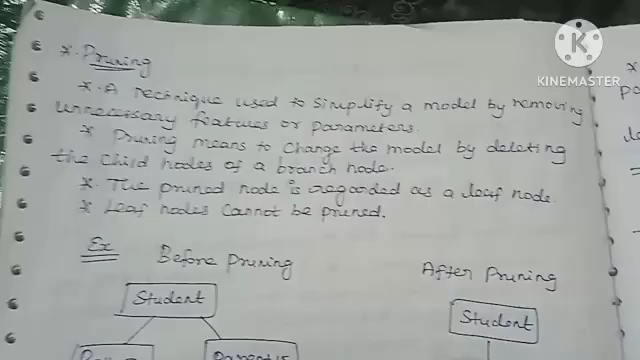 KINEMASTER
* Pruning
* A technique used to simplify a model by removing
unnecessary features or parameters.
* Pruning means to change the model by deleting
the child nodes of a branch node.
* The pruned node is regarded as a leaf node.
* Leaf nodes cannot be pruned.
Ex Before Pruning After Pruning
Student Student